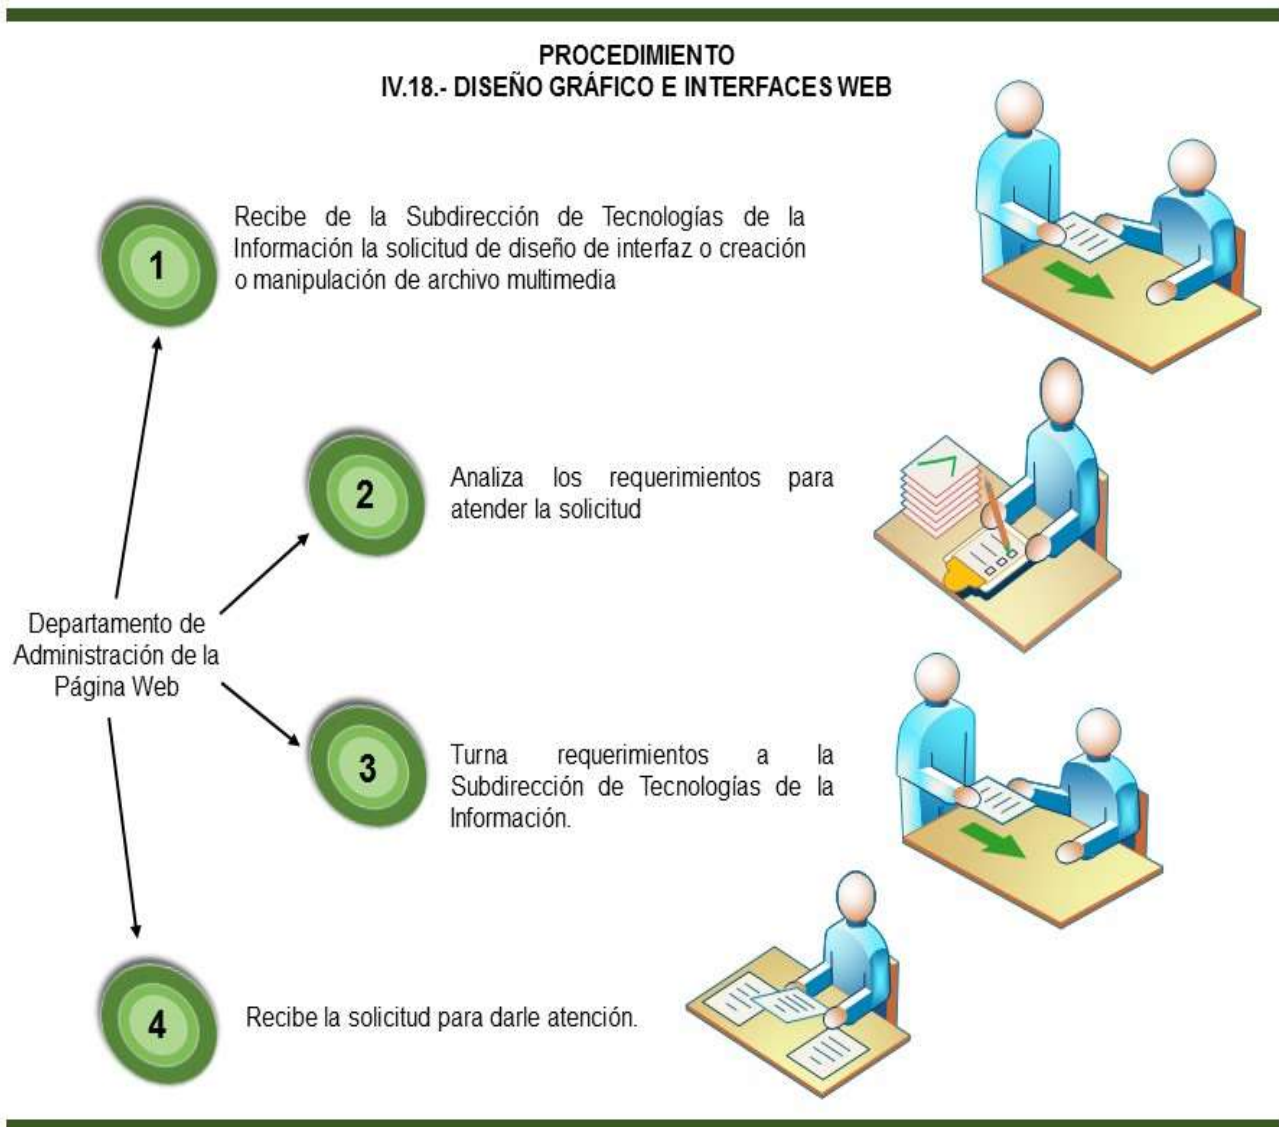 PROCEDIMIENTO
IV.18.- DISEÑO GRÁFICO E INTERFACES WEB
1
Recibe de la Subdirección de Tecnologías de la
Información la solicitud de diseño de interfaz o creación
o manipulación de archivo multimedia
2
Analiza los requerimientos para
atender la solicitud
Departamento de
Administración de la
Página Web
3
Turna requerimientos a la
Subdirección de Tecnologías de la
Información.
4
Recibe la solicitud para darle atención.